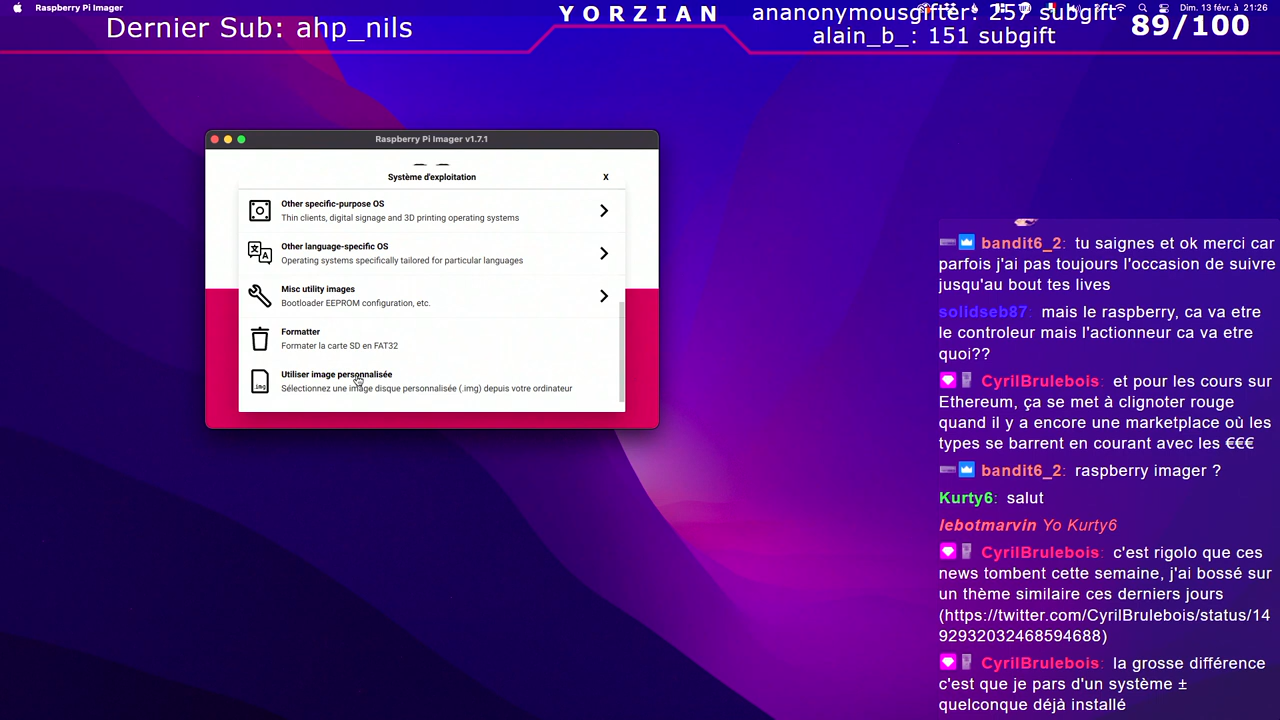 Raspberry Pi Imager
Dim. 13 févr. à 21:26
Dernier Sub: ahp_nils
YORZIAN
ananonymousgifter: 257 subgift
alain_b_: 151 subgift
89/100
Raspberry Pi Imager v1.7.1
Système d'exploitation
X
Other specific-purpose OS
Thin clients, digital signage and 3D printing operating systems
Other language-specific OS
Operating systems specifically tailored for particular languages
Misc utility images
Bootloader EEPROM configuration, etc.
Formatter
Formater la carte SD en FAT32
.img
Utiliser image personnalisée
Sélectionnez une image disque personnalisée (.img) depuis votre ordinateur
bandit6_2: tu saignes et ok merci car
parfois j'ai pas toujours l'occasion de suivre
jusqu'au bout tes lives
solidseb87: mais le raspberry, ca va etre
le controleur mais l'actionneur ca va etre
quoi??
CyrilBrulebois: et pour les cours sur
Ethereum, ça se met à clignoter rouge
quand il y a encore une marketplace où les
types se barrent en courant avec les €€€
bandit6_2: raspberry imager ?
Kurty6: salut
lebotmarvin Yo Kurty6
CyrilBrulebois: c'est rigolo que ces
news tombent cette semaine, j'ai bossé sur
un thème similaire ces derniers jours
(https://twitter.com/CyrilBrulebois/status/14
92932032468594688)
CyrilBrulebois: la grosse différence
c'est que je pars d'un système ±
quelconque déjà installé